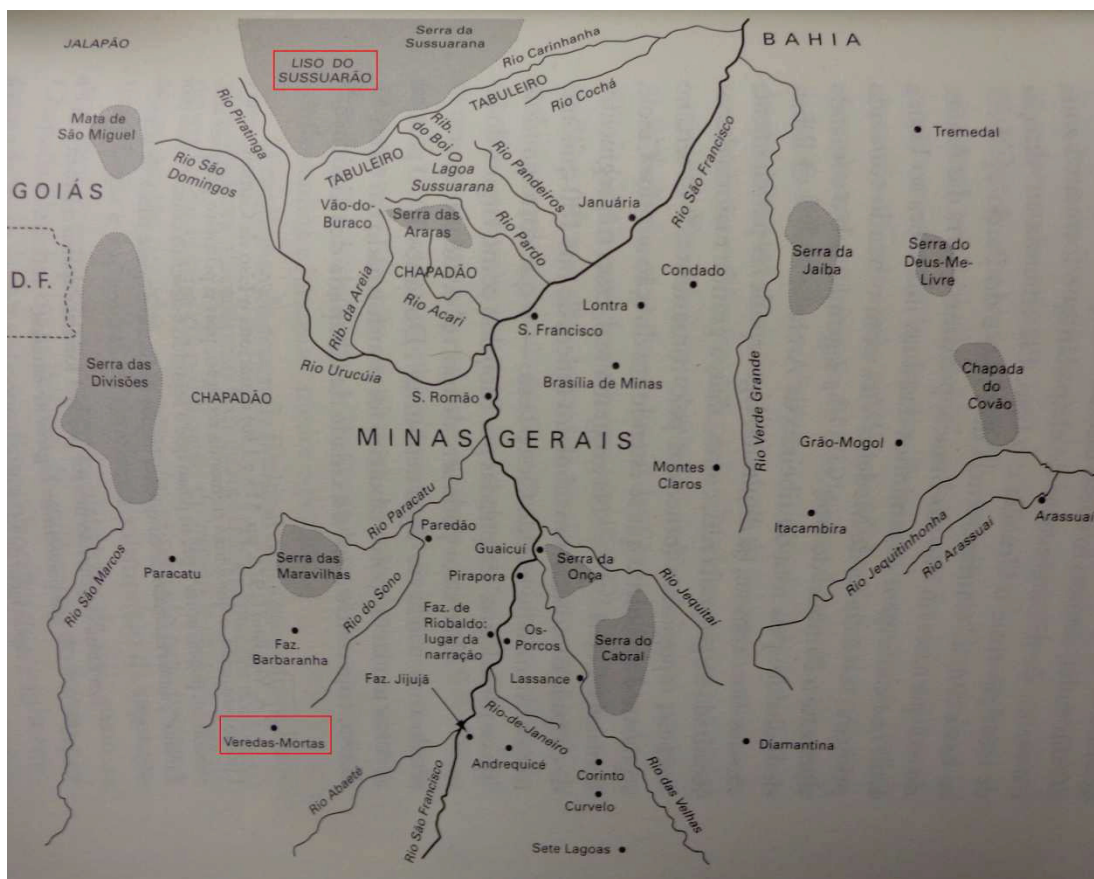 JALAPÃO
Serra da
Sussuarana
BAHIA
LISO DO
SUSSUARÃO
Rio Carinhanha
TABULEIRO
Rio Cochá
Mata de
São Miguel
Rio Piratinga
Rib.
do Boi
Tremedal
Rio São
Domingos
TABULEIRO
Lagoa
Sussuarana
Rio Pandeiros
Rio São Francisco
GOIÁS
Vão-do-
Buraco
Serra das
Araras
Januária
Rio Pardo
Serra da
Jaíba
Serra do
Deus-Me-
Livre
D. F.
CHAPADÃO
Condado
Rib. da Areia
Rio Acari
Lontra
S. Francisco
Serra das
Divisões
Rio Urucúia
Brasília de Minas
Rio Verde Grande
Chapada
do
Covão
CHAPADÃO
S. Romão
MINAS GERAIS
Grão-Mogol
Montes
Claros
Rio Paracatu
Itacambira
Arassuaí
Paredão
Guaicuí
Serra da
Onça
Rio Jequitinhonha
Rio Arassuaí
Rio São Marcos
Paracatu
Serra das
Maravilhas
Pirapora
Rio Jequitaí
Rio do Sono
Faz. de
Riobaldo:
lugar da
narração
Os-
Porcos
Serra do
Cabral
Faz.
Barbaranha
Faz. Jijujã
Lassance
Rio-de-Janeiro
Veredas-Mortas
Andrequicé
Diamantina
Rio Abaeté
Rio São Francisco
Corinto
Curvelo
Rio das Velhas
Sete Lagoas